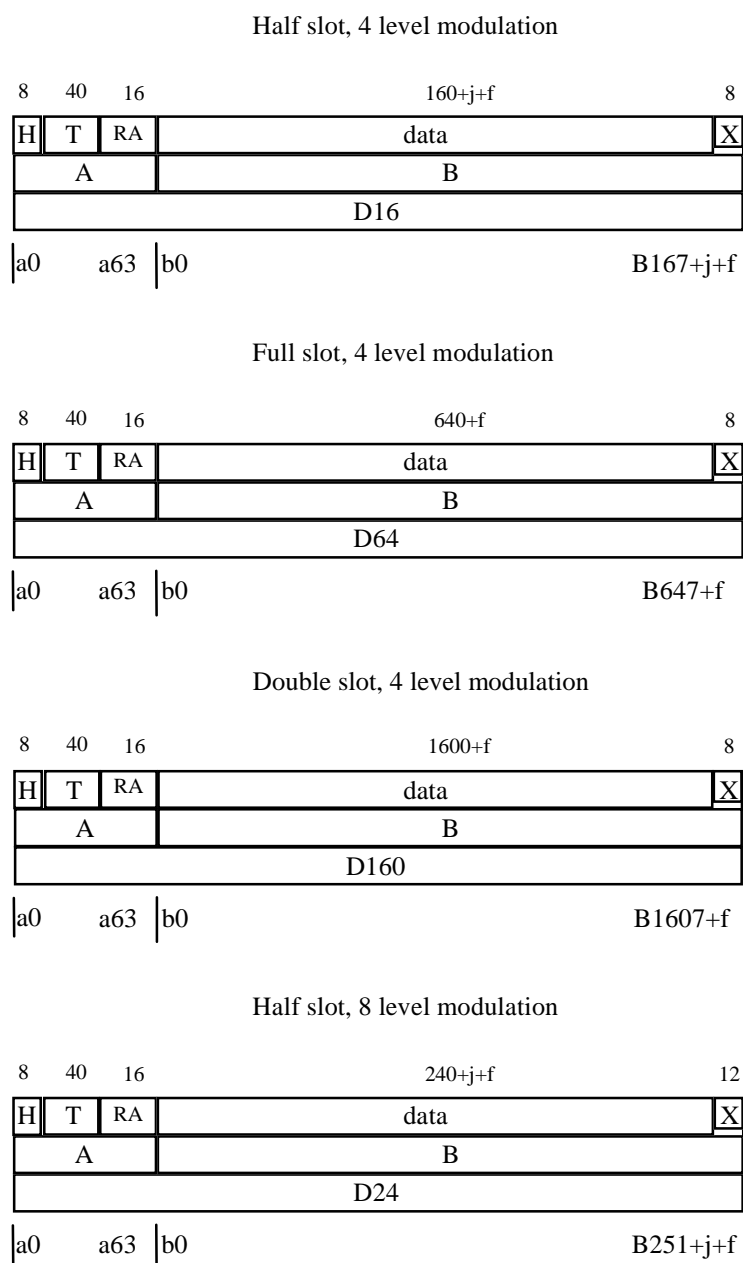 Half slot, 4 level modulation
8 40 16 160+j+f 8
H T RA data X
A B
D16
a0 a63 b0 B167+j+f
Full slot, 4 level modulation
8 40 16 640+f 8
H T RA data X
A B
D64
a0 a63 b0 B647+f
Double slot, 4 level modulation
8 40 16 1600+f 8
H T RA data X
A B
D160
a0 a63 b0 B1607+f
Half slot, 8 level modulation
8 40 16 240+j+f 12
H T RA data X
A B
D24
a0 a63 b0 B251+j+f